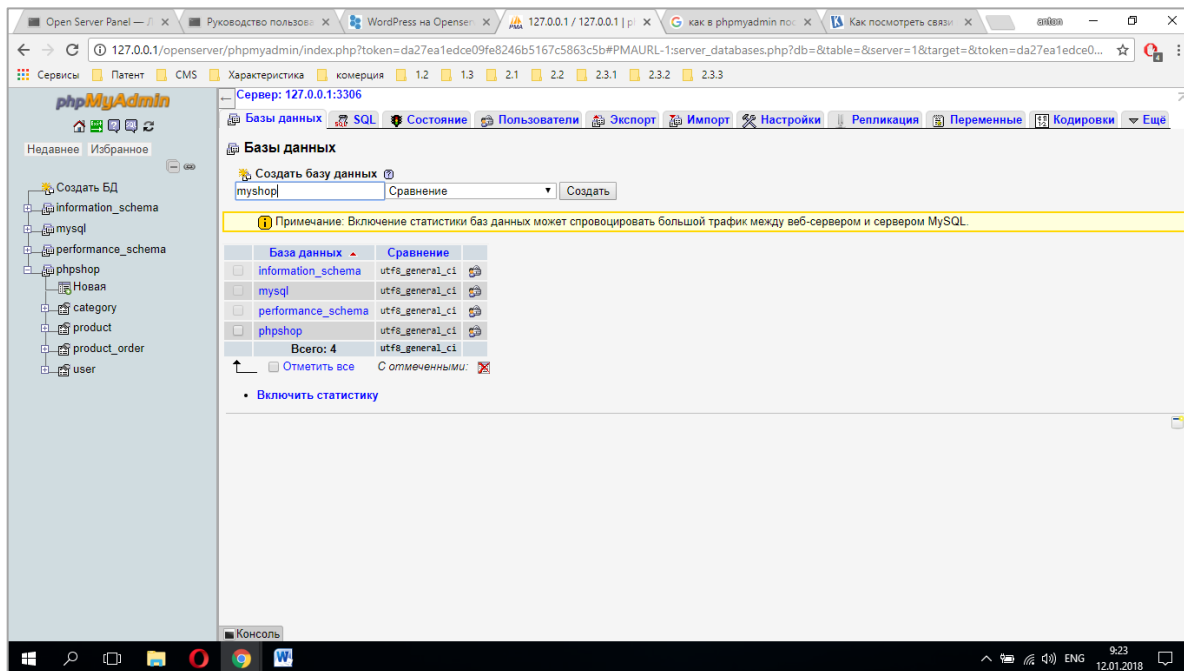 Open Server Panel — Л
Руководство пользова
WordPress на Openser
127.0.0.1 / 127.0.0.1 | p
как в phpmyadmin пос
Как посмотреть связи
anton
127.0.0.1/openserver/phpmyadmin/index.php?token=da27ea1edce09fe8246b5167c5863c5b#PMAURL-1:server_databases.php?db=&table=&server=1&target=&token=da27ea1edce0...
Сервисы Патент CMS Характеристика комерция 1.2 1.3 2.1 2.2 2.3.1 2.3.2 2.3.3
phpMyAdmin
Недавнее Избранное
Создать БД
information_schema
mysql
performance_schema
phpshop
Новая
category
product
product_order
user
Сервер: 127.0.0.1:3306
Базы данных SQL Состояние Пользователи Экспорт Импорт Настройки Репликация Переменные Кодировки Ещё
Базы данных
Создать базу данных
myshop Сравнение Создать
Примечание: Включение статистики баз данных может спровоцировать большой трафик между веб-сервером и сервером MySQL.
База данных Сравнение
information_schema utf8_general_ci
mysql utf8_general_ci
performance_schema utf8_general_ci
phpshop utf8_general_ci
Всего: 4 utf8_general_ci
Отметить все С отмеченными:
Включить статистику
Консоль
ENG
9:23
12.01.2018